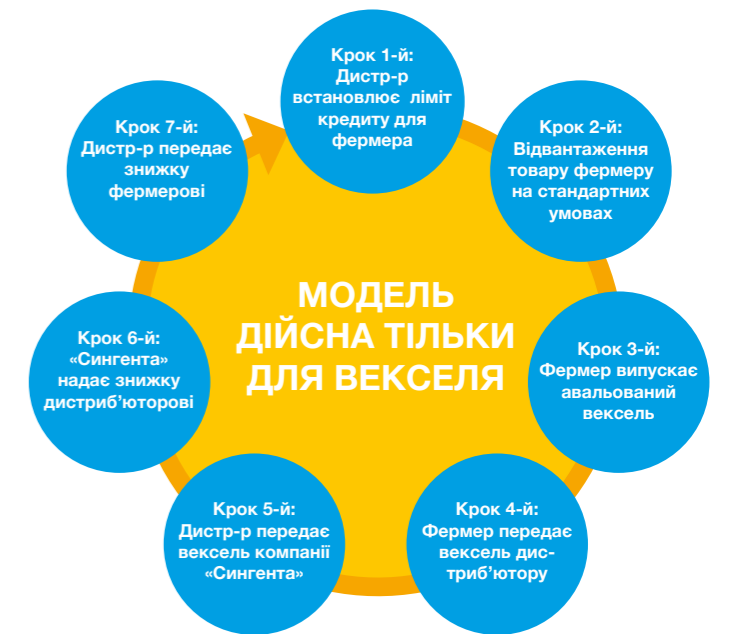 Крок 1-й:
Дистр-р
встановлює ліміт
кредиту для
фермера
Крок 2-й:
Відвантаження
товару фермеру
на стандартних
умовах
Крок 3-й:
Фермер випускає
авальований
вексель
Крок 4-й:
Фермер передає
вексель дис-
триб’ютору
Крок 5-й:
Дистр-р передає
вексель компанії
«Сингента»
Крок 6-й:
«Сингента»
надає знижку
дистриб’юторові
Крок 7-й:
Дистр-р передає
знижку
фермерові
МОДЕЛЬ
ДІЙСНА ТІЛЬКИ
ДЛЯ ВЕКСЕЛЯ